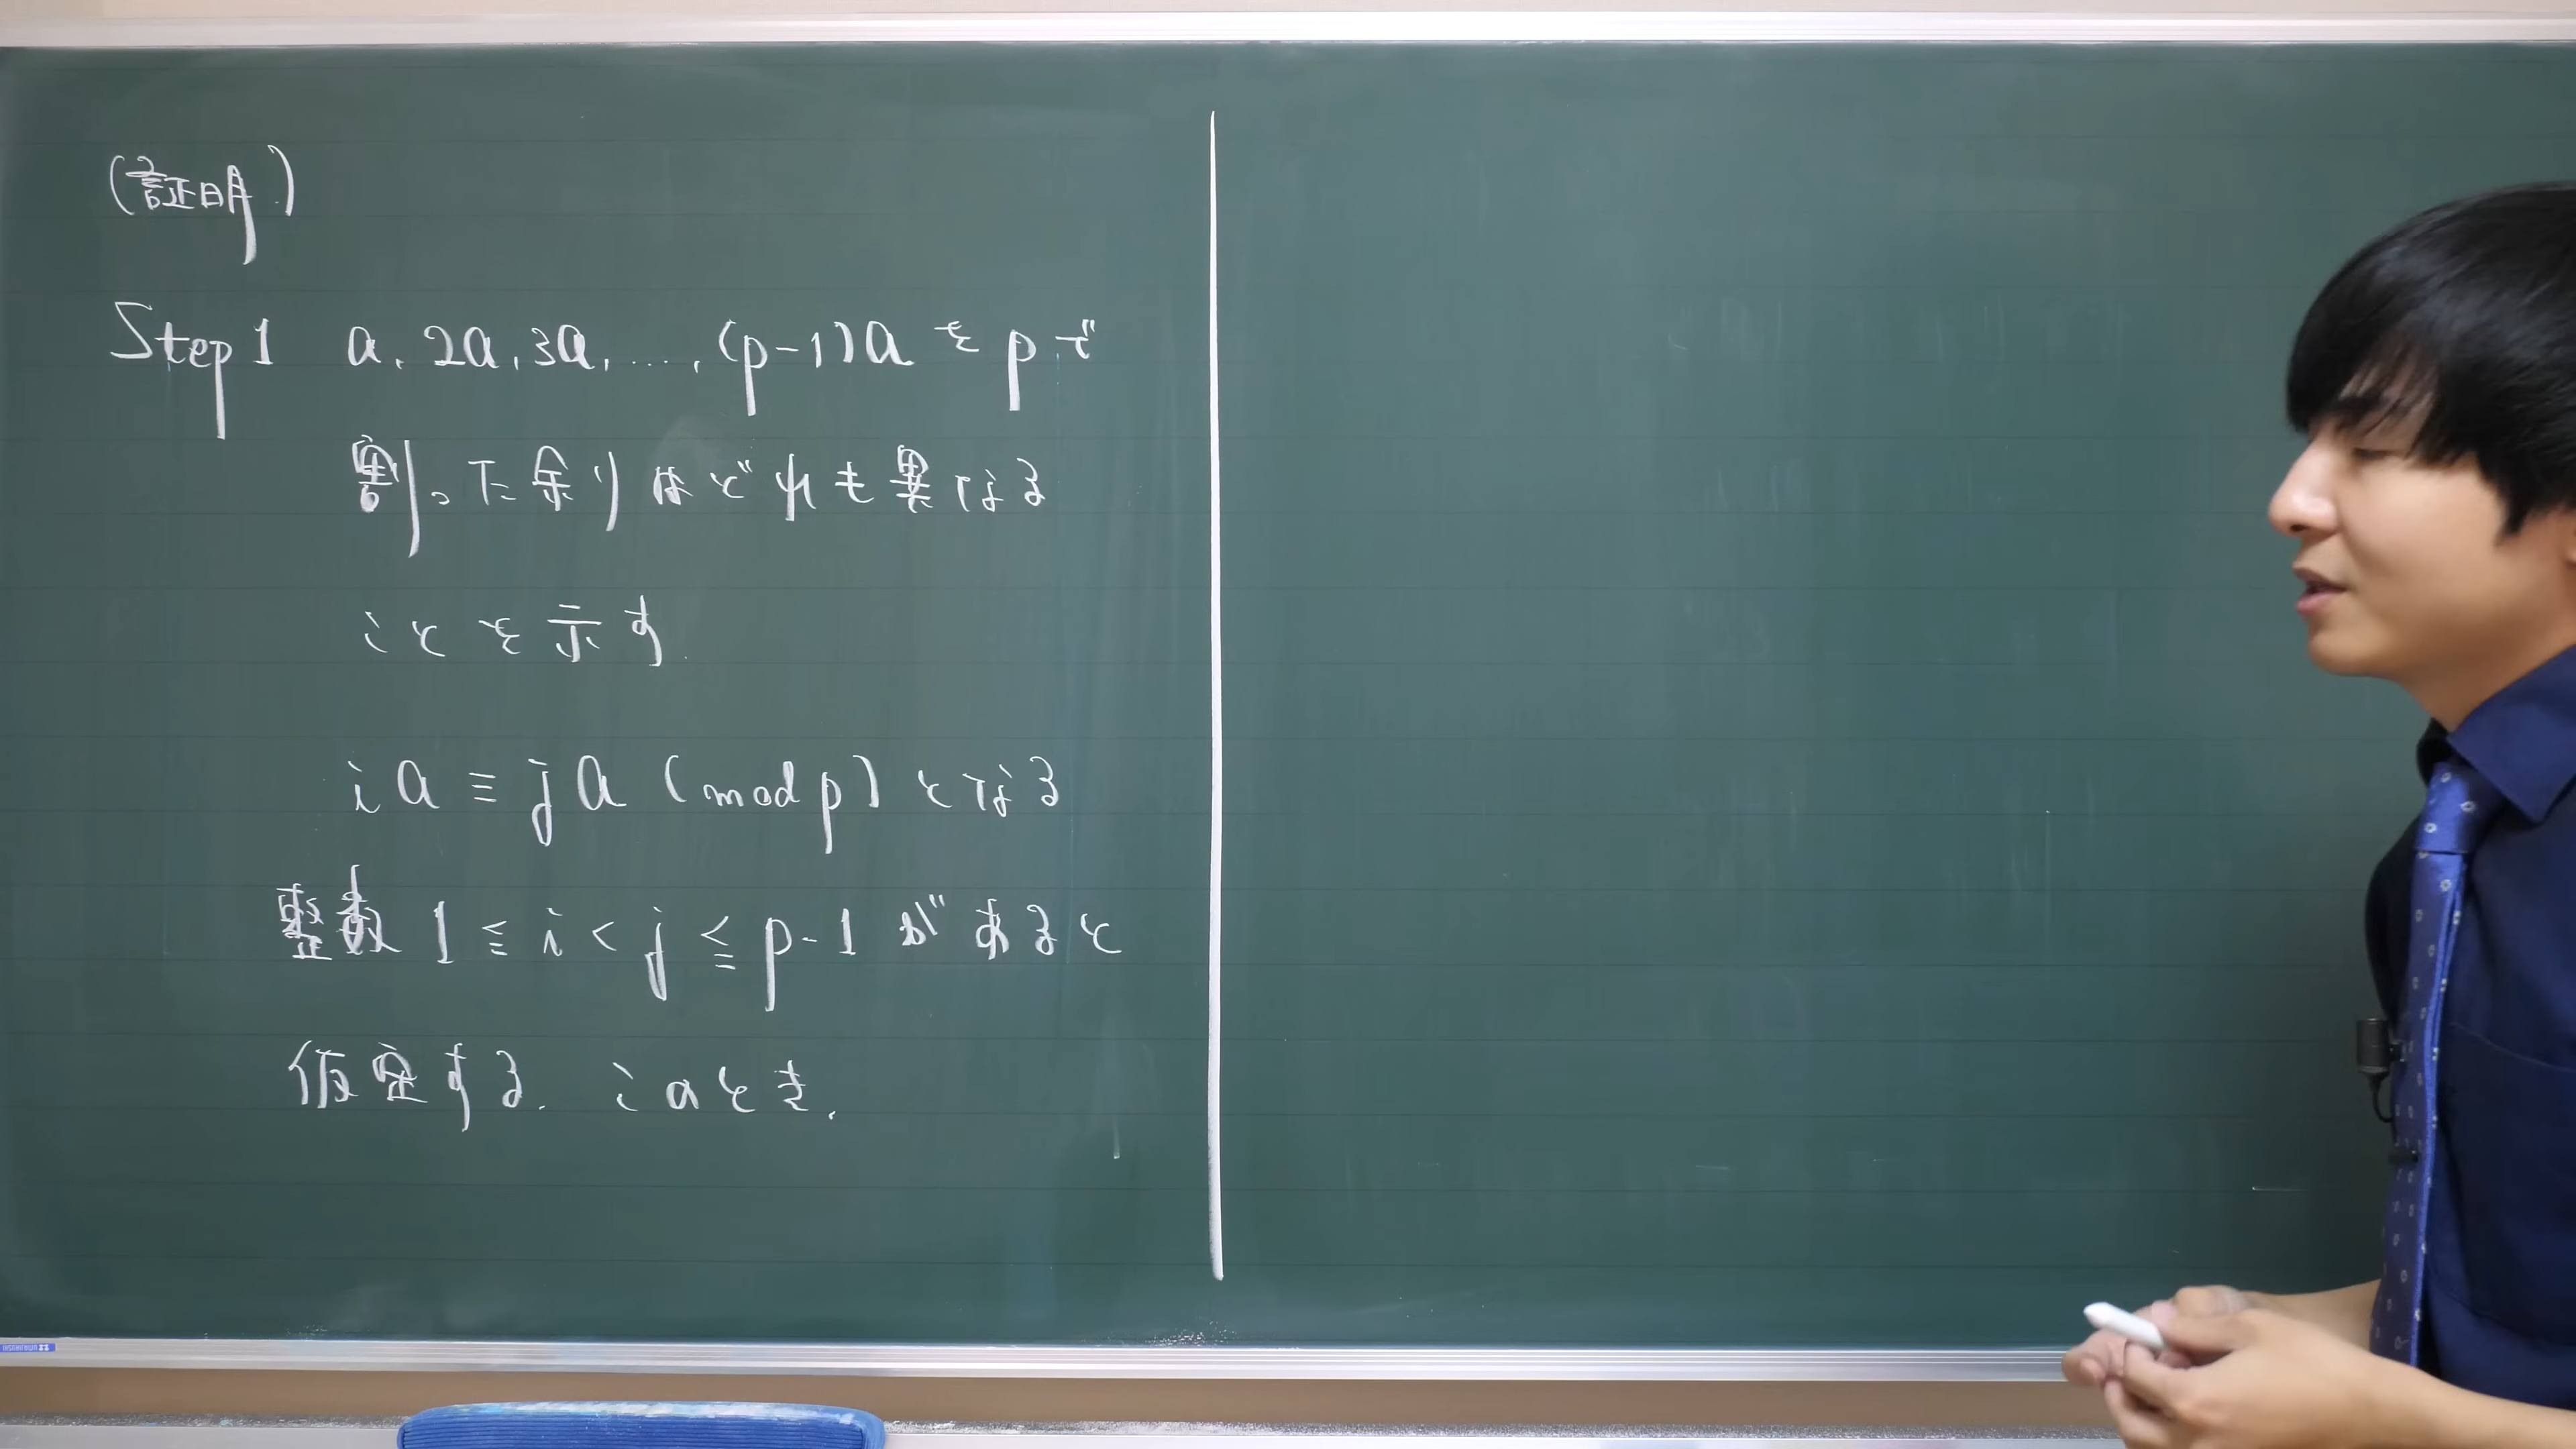 (証明)
Step 1 a, 2a, 3a, ..., (p-1)a を p で
割った余りはどれも異なる
ことを示す.
ia ≡ ja (mod p) となる
整数 1 ≦ i < j ≦ p-1 があると
仮定する. このとき,